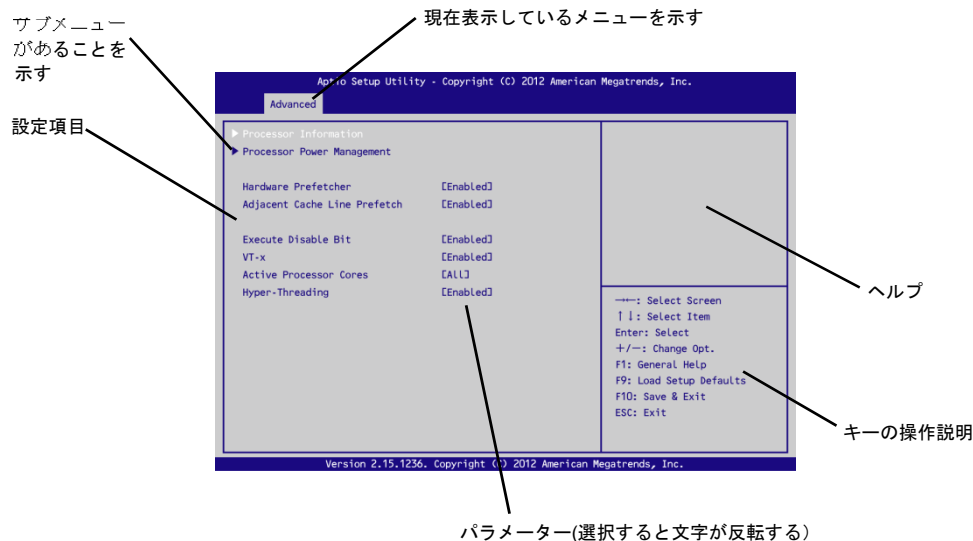 現在表示しているメニューを示す
サブメニュー
があることを
示す
Aptio Setup Utility - Copyright (C) 2012 American Megatrends, Inc.
Advanced
設定項目
▶ Processor Information
▶ Processor Power Management
Hardware Prefetcher [Enabled]
Adjacent Cache Line Prefetch [Enabled]
Execute Disable Bit [Enabled]
VT-x [Enabled]
Active Processor Cores [All]
Hyper-Threading [Enabled]
ヘルプ
→←: Select Screen
↑↓: Select Item
Enter: Select
+/−: Change Opt.
F1: General Help
F9: Load Setup Defaults
F10: Save & Exit
ESC: Exit
キーの操作説明
Version 2.15.1236. Copyright (C) 2012 American Megatrends, Inc.
パラメーター(選択すると文字が反転する)